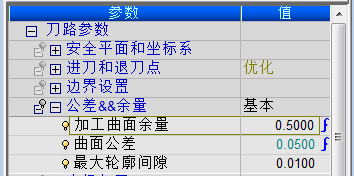 参数 值
刀路参数
安全平面和坐标系
进刀和退刀点 优化
边界设置
公差&&余量 基本
加工曲面余量 0.5000 f
曲面公差 0.0500 f
最大轮廓间隙 0.0100